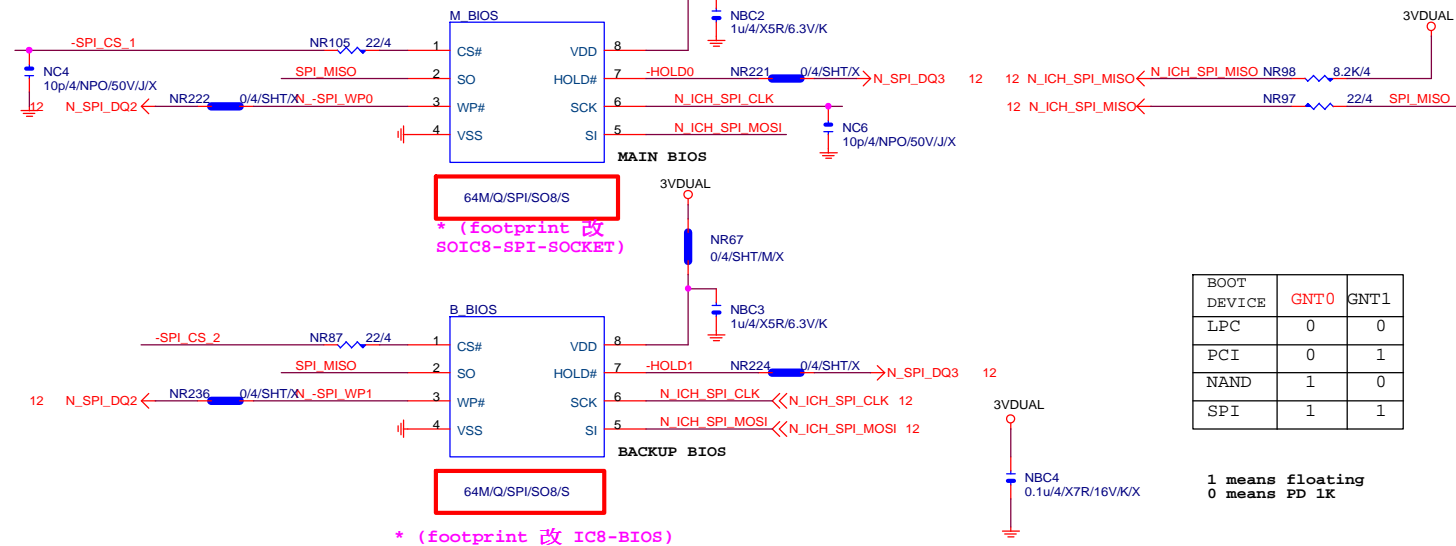 M_BIOS
NBC2
1u/4/X5R/6.3V/K
3VDUAL
-SPI_CS_1
NR105 22/4
1 CS#
VDD 8
NC4
10p/4/NPO/50V/J/X
SPI_MISO
2 SO
HOLD# 7
-HOLD0 NR221 0/4/SHT/X N_SPI_DQ3 12
12 N_ICH_SPI_MISO N_ICH_SPI_MISO NR98 8.2K/4
12 N_SPI_DQ2 NR222 0/4/SHT/X N_-SPI_WP0
3 WP#
SCK 6
N_ICH_SPI_CLK
12 N_ICH_SPI_MISO NR97 22/4 SPI_MISO
4 VSS
SI 5
N_ICH_SPI_MOSI
NC6
10p/4/NPO/50V/J/X
MAIN BIOS
64M/Q/SPI/SO8/S
3VDUAL
* (footprint 改
SOIC8-SPI-SOCKET)
NR67
0/4/SHT/M/X
B_BIOS
NBC3
1u/4/X5R/6.3V/K
-SPI_CS_2
NR87 22/4
1 CS#
VDD 8
SPI_MISO
2 SO
HOLD# 7
-HOLD1 NR224 0/4/SHT/X N_SPI_DQ3 12
12 N_SPI_DQ2 NR236 0/4/SHT/X N_-SPI_WP1
3 WP#
SCK 6
N_ICH_SPI_CLK N_ICH_SPI_CLK 12
4 VSS
SI 5
N_ICH_SPI_MOSI N_ICH_SPI_MOSI 12
BACKUP BIOS
64M/Q/SPI/SO8/S
* (footprint 改 IC8-BIOS)
3VDUAL
NBC4
0.1u/4/X7R/16V/K/X
BOOT
DEVICE GNT0 GNT1
LPC 0 0
PCI 0 1
NAND 1 0
SPI 1 1
1 means floating
0 means PD 1K